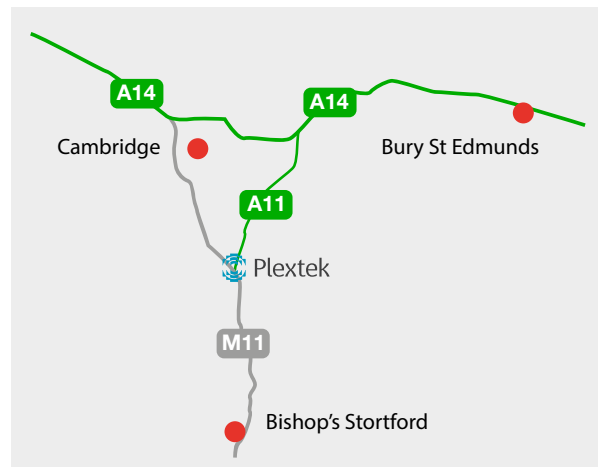 A14
A14
Cambridge
Bury St Edmunds
A11
Plextek
M11
Bishop's Stortford